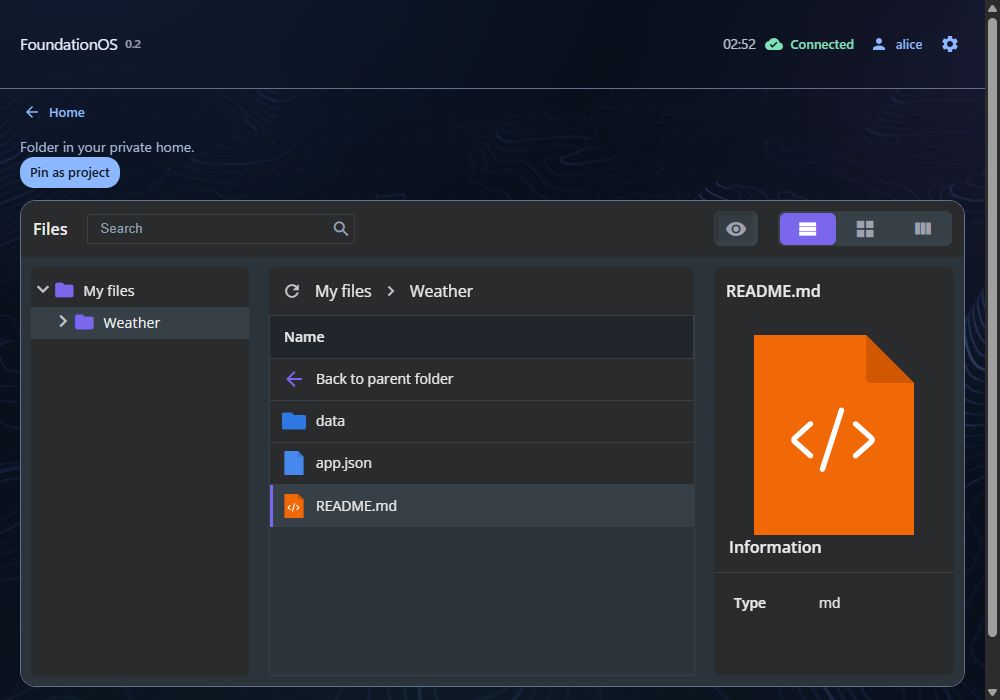 FoundationOS 0.2
02:52 Connected alice
Home
Folder in your private home.
Pin as project
Files
Search
My files
Weather
My files > Weather
Name
Back to parent folder
data
app.json
README.md
README.md
</>
Information
Type md